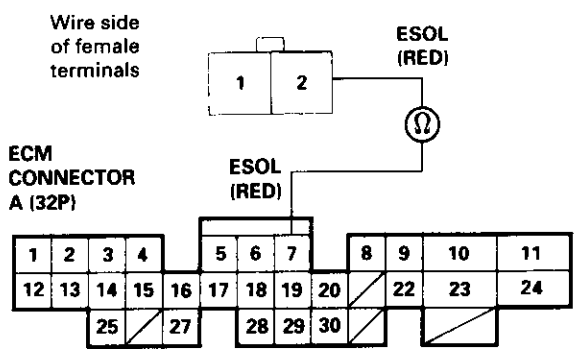 Wire side
of female
terminals
ESOL
(RED)
1 2
Ω
ECM
CONNECTOR
A (32P)
ESOL
(RED)
1 2 3 4 5 6 7 8 9 10 11
12 13 14 15 16 17 18 19 20 22 23 24
25 27 28 29 30